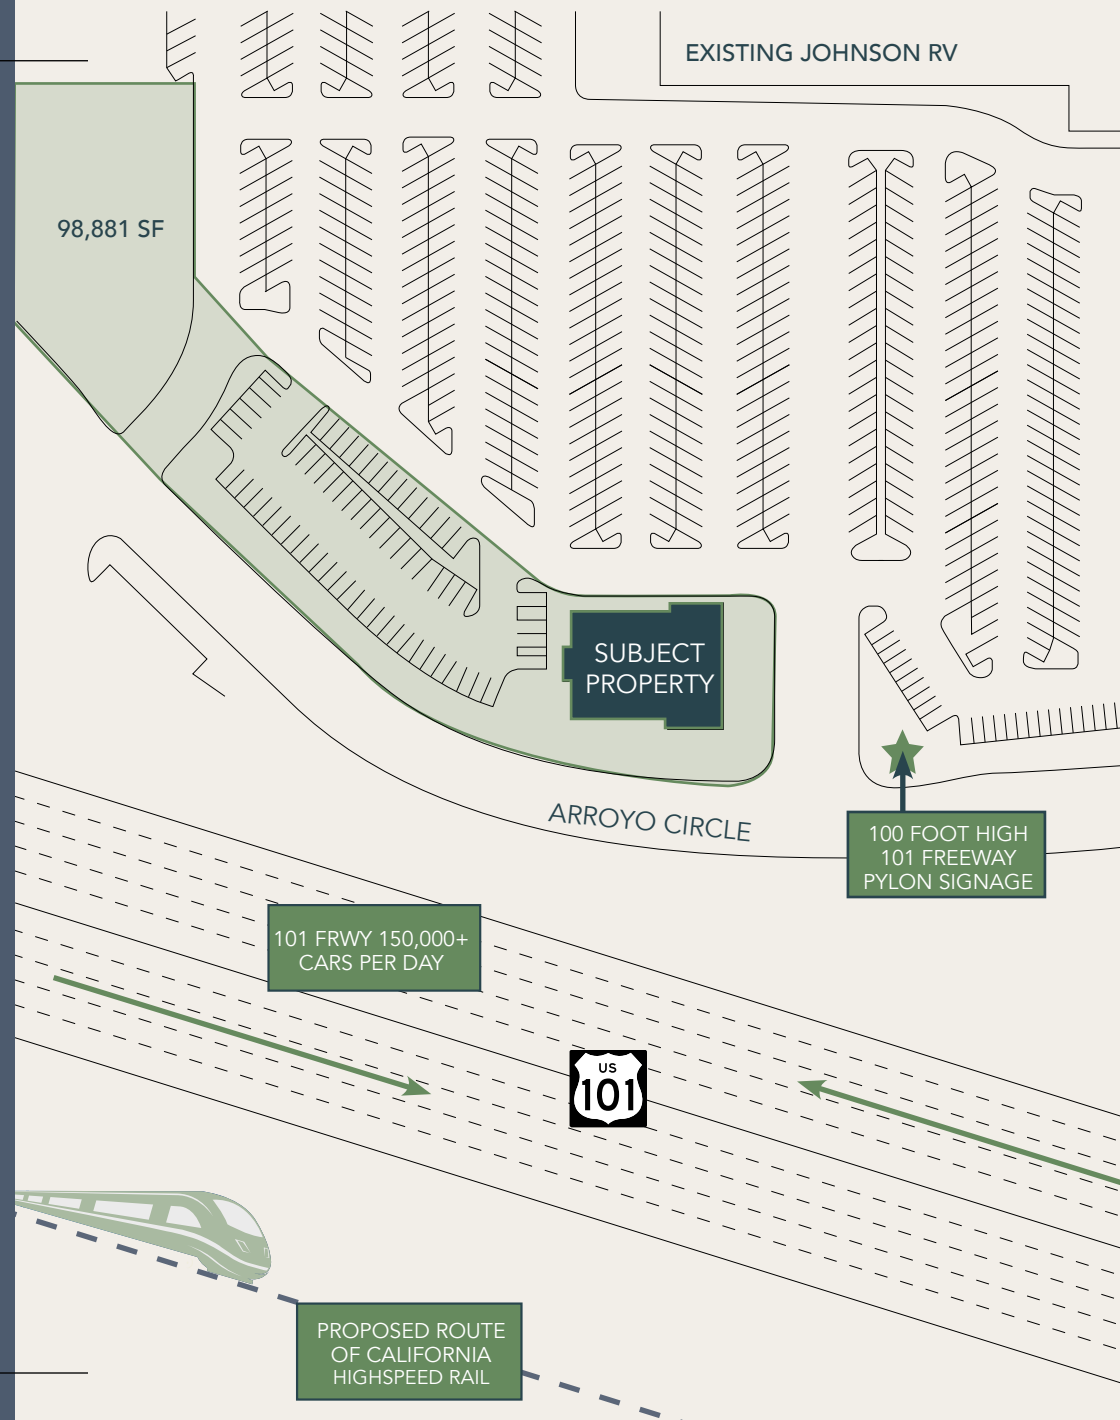 EXISTING JOHNSON RV
98,881 SF
SUBJECT
PROPERTY
ARROYO CIRCLE
100 FOOT HIGH
101 FREEWAY
PYLON SIGNAGE
101 FRWY 150,000+
CARS PER DAY
US
101
PROPOSED ROUTE
OF CALIFORNIA
HIGHSPEED RAIL